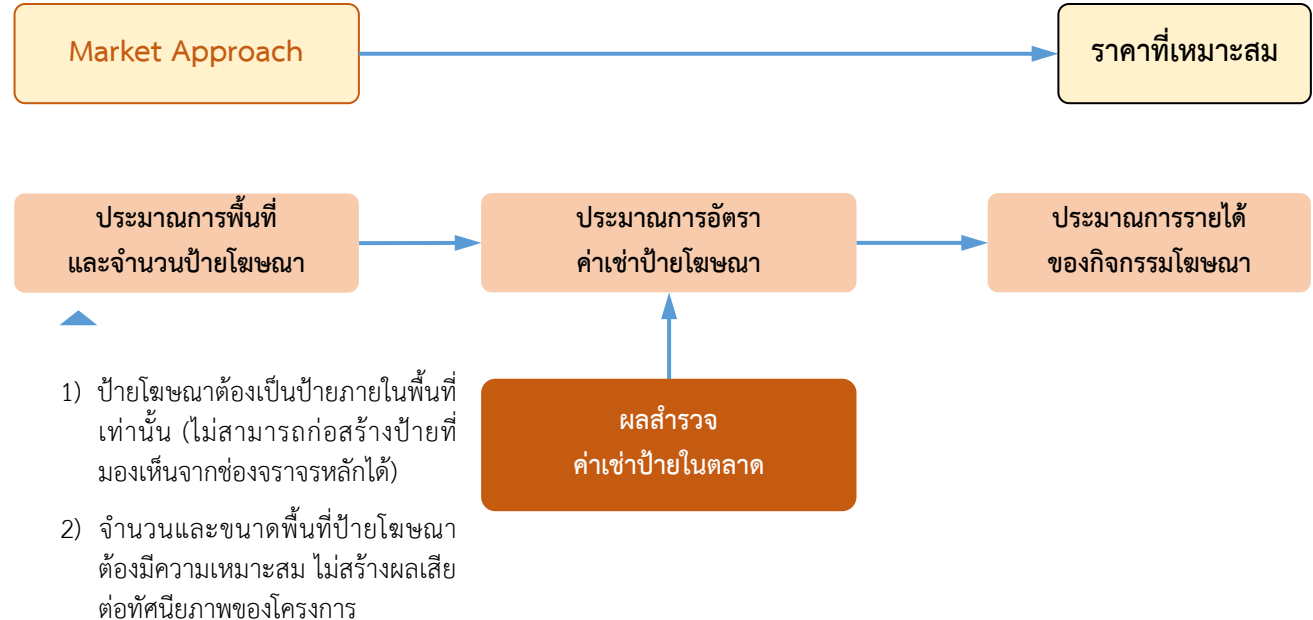 Market Approach
ราคาที่เหมาะสม
ประมาณการพื้นที่
และจำนวนป้ายโฆษณา
ประมาณการอัตรา
ค่าเช่าป้ายโฆษณา
ประมาณการรายได้
ของกิจกรรมโฆษณา
1) ป้ายโฆษณาต้องเป็นป้ายภายในพื้นที่
เท่านั้น (ไม่สามารถก่อสร้างป้ายที่
มองเห็นจากช่องจราจรหลักได้)
2) จำนวนและขนาดพื้นที่ป้ายโฆษณา
ต้องมีความเหมาะสม ไม่สร้างผลเสีย
ต่อทัศนียภาพของโครงการ
ผลสำรวจ
ค่าเช่าป้ายในตลาด